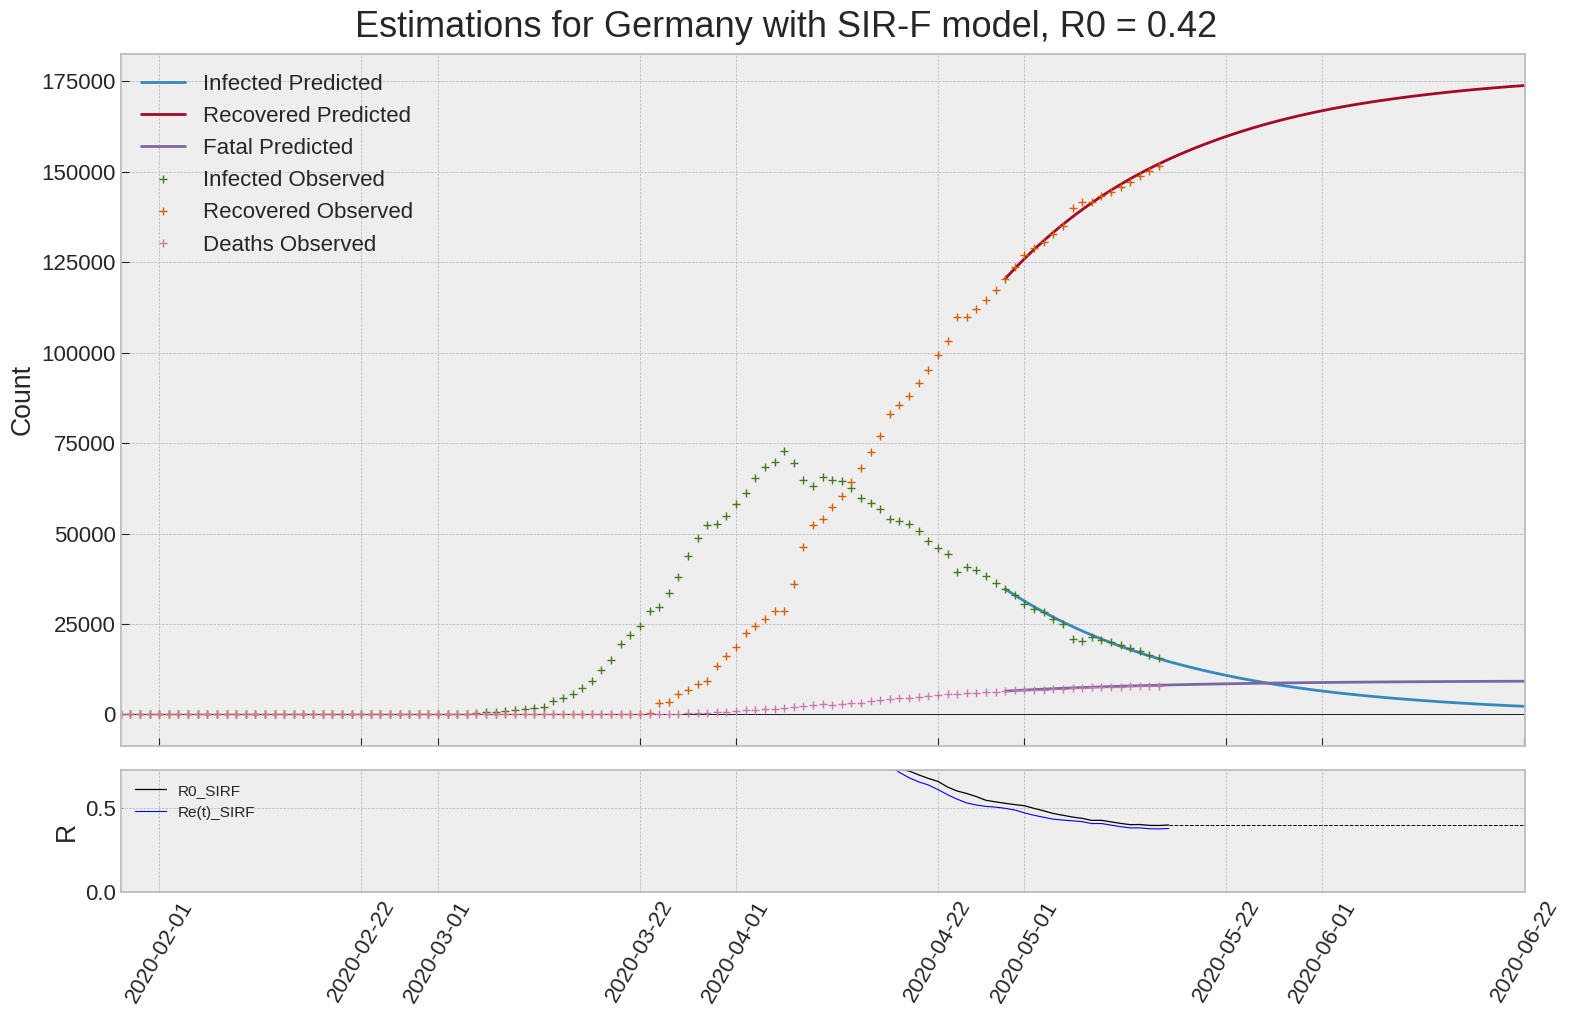 Estimations for Germany with SIR-F model, R0 = 0.42
Count
175000
150000
125000
100000
75000
50000
25000
0
Infected Predicted
Recovered Predicted
Fatal Predicted
Infected Observed
Recovered Observed
Deaths Observed
R
0.5
0.0
R0_SIRF
Re(t)_SIRF
2020-02-01
2020-02-22
2020-03-01
2020-03-22
2020-04-01
2020-04-22
2020-05-01
2020-05-22
2020-06-01
2020-06-22